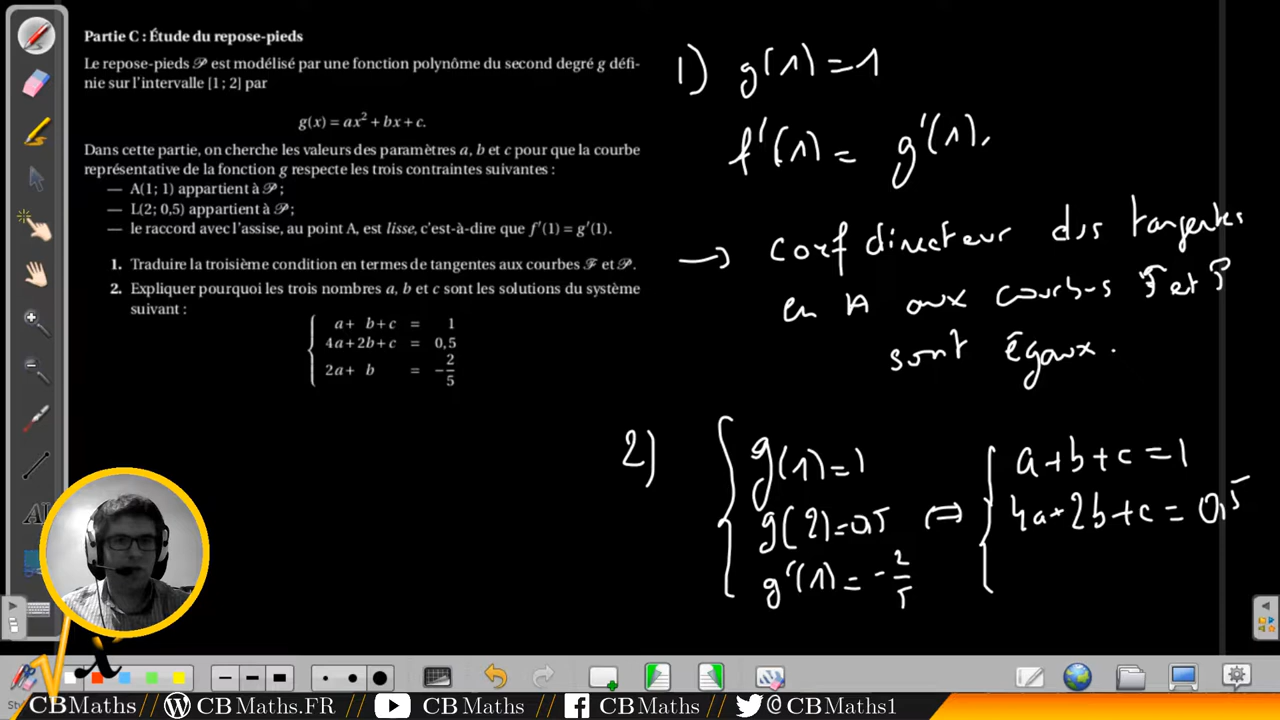 Partie C : Étude du repose-pieds
Le repose-pieds 𝒫 est modélisé par une fonction polynôme du second degré g défi-
nie sur l'intervalle [1 ; 2] par
g(x) = ax² + bx + c.
Dans cette partie, on cherche les valeurs des paramètres a, b et c pour que la courbe
représentative de la fonction g respecte les trois contraintes suivantes :
— A(1; 1) appartient à 𝒫 ;
— L(2; 0,5) appartient à 𝒫 ;
— le raccord avec l'assise, au point A, est lisse, c'est-à-dire que f′(1) = g′(1).
1. Traduire la troisième condition en termes de tangentes aux courbes ℱ et 𝒫.
2. Expliquer pourquoi les trois nombres a, b et c sont les solutions du système
suivant :
a + b + c = 1
4a + 2b + c = 0,5
2a + b = −2/5
1) g(1) = 1
f'(1) = g'(1).
→ Coef directeur des tangentes
en A aux courbes ℱ et 𝒫
sont égaux.
2) { g(1) = 1
g(2) = 0,5
g'(1) = -2/5
⇔ { a + b + c = 1
4a + 2b + c = 0,5
AI
CBMaths/
CBMaths.FR/
CBMaths/
CBMaths/
@CBMaths1